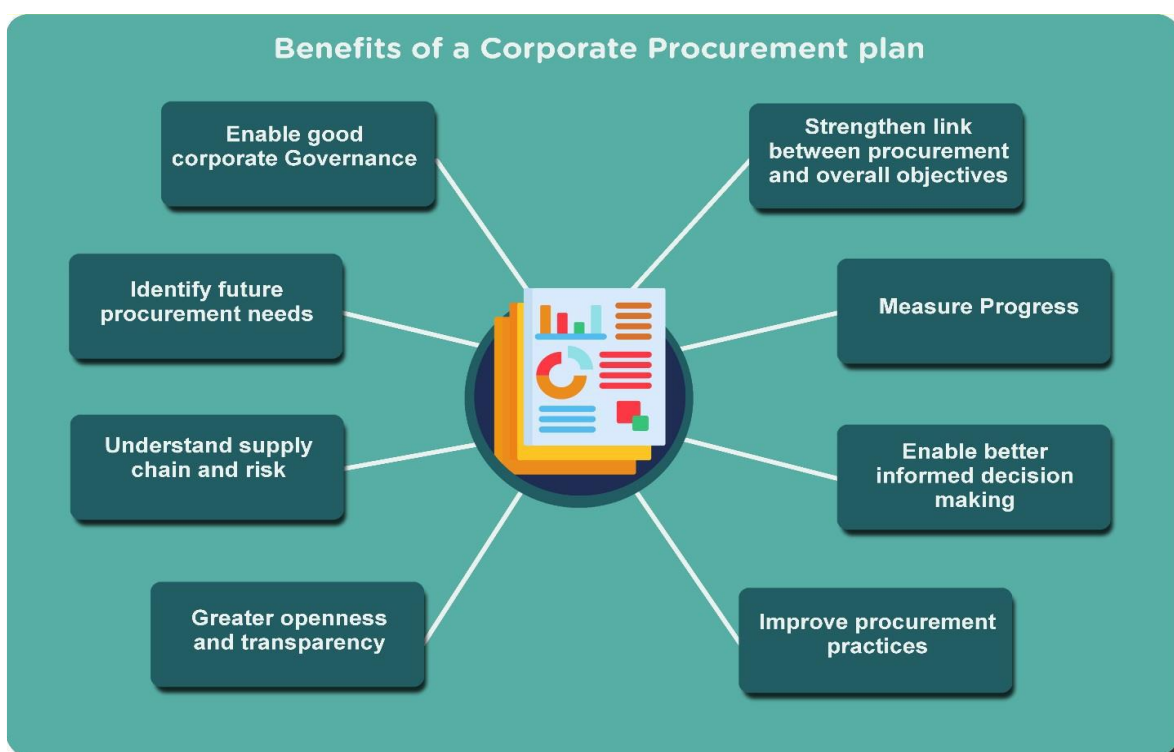 Benefits of a Corporate Procurement plan
Enable good
corporate Governance
Strengthen link
between procurement
and overall objectives
Identify future
procurement needs
Measure Progress
Understand supply
chain and risk
Enable better
informed decision
making
Greater openness
and transparency
Improve procurement
practices